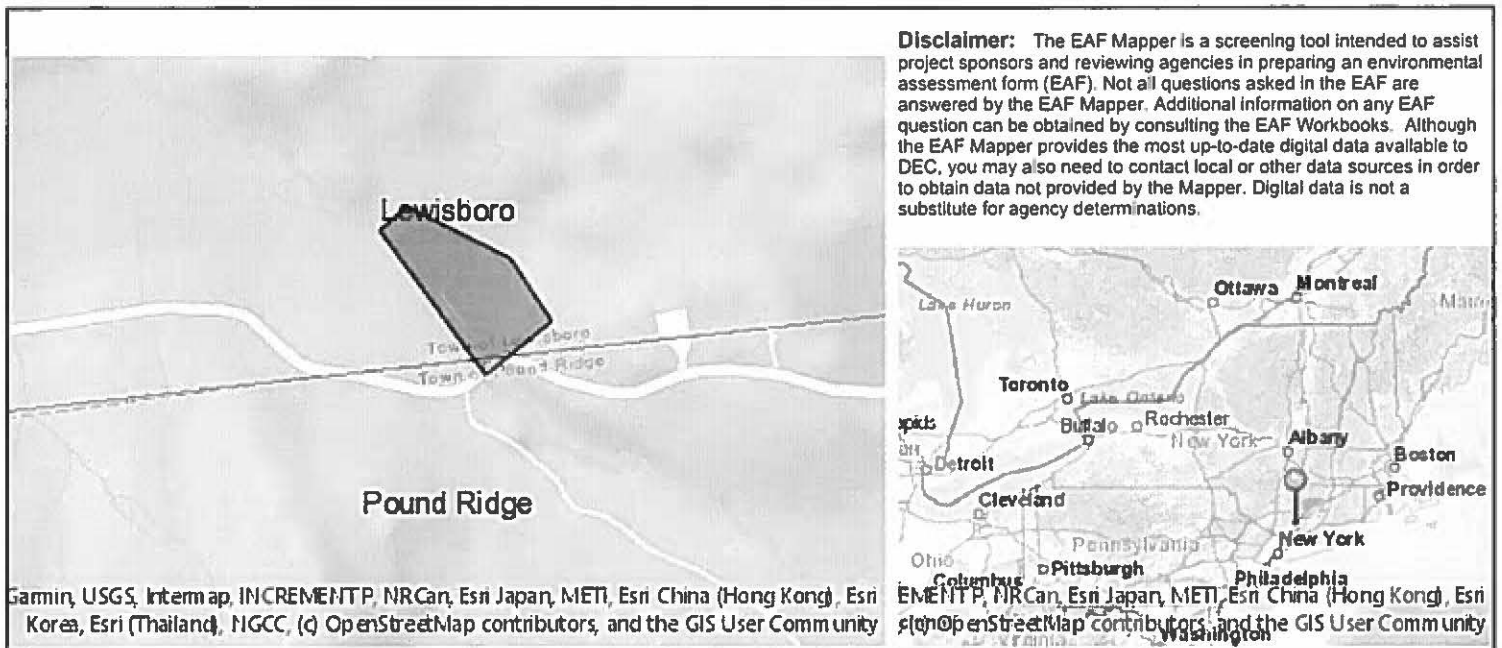 Disclaimer: The EAF Mapper is a screening tool intended to assist
project sponsors and reviewing agencies in preparing an environmental
assessment form (EAF). Not all questions asked in the EAF are
answered by the EAF Mapper. Additional information on any EAF
question can be obtained by consulting the EAF Workbooks. Although
the EAF Mapper provides the most up-to-date digital data available to
DEC, you may also need to contact local or other data sources in order
to obtain data not provided by the Mapper. Digital data is not a
substitute for agency determinations.
Lewisboro
Town of Lewisboro
Town of Pound Ridge
Pound Ridge
Garmin, USGS, Intermap, INCREMENT P, NRCan, Esri Japan, METI, Esri China (Hong Kong), Esri
Korea, Esri (Thailand), NGCC, (c) OpenStreetMap contributors, and the GIS User Community
Ottawa
Montreal
Lake Huron
Toronto
Lake Ontario
Rochester
Buffalo
New York
Albany
Boston
Detroit
Providence
Cleveland
New York
Pennsylvania
Ohio
Pittsburgh
Columbus
Philadelphia
EMENT P, NRCan, Esri Japan, METI, Esri China (Hong Kong), Esri
(c) OpenStreetMap contributors, and the GIS User Community
Virginia
Washington